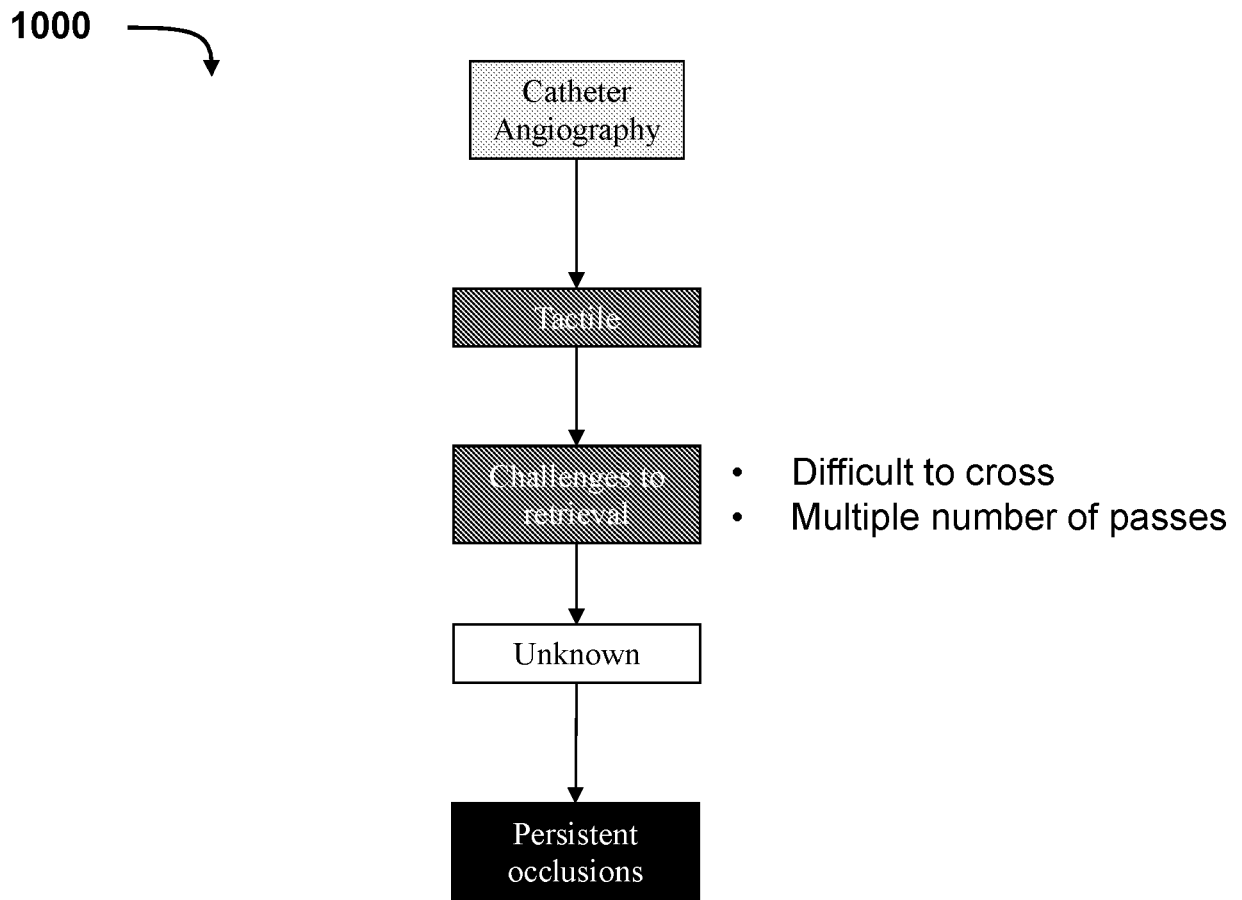 1000
Catheter
Angiography
Tactile
Challenges to
retrieval
• Difficult to cross
• Multiple number of passes
Unknown
Persistent
occlusions